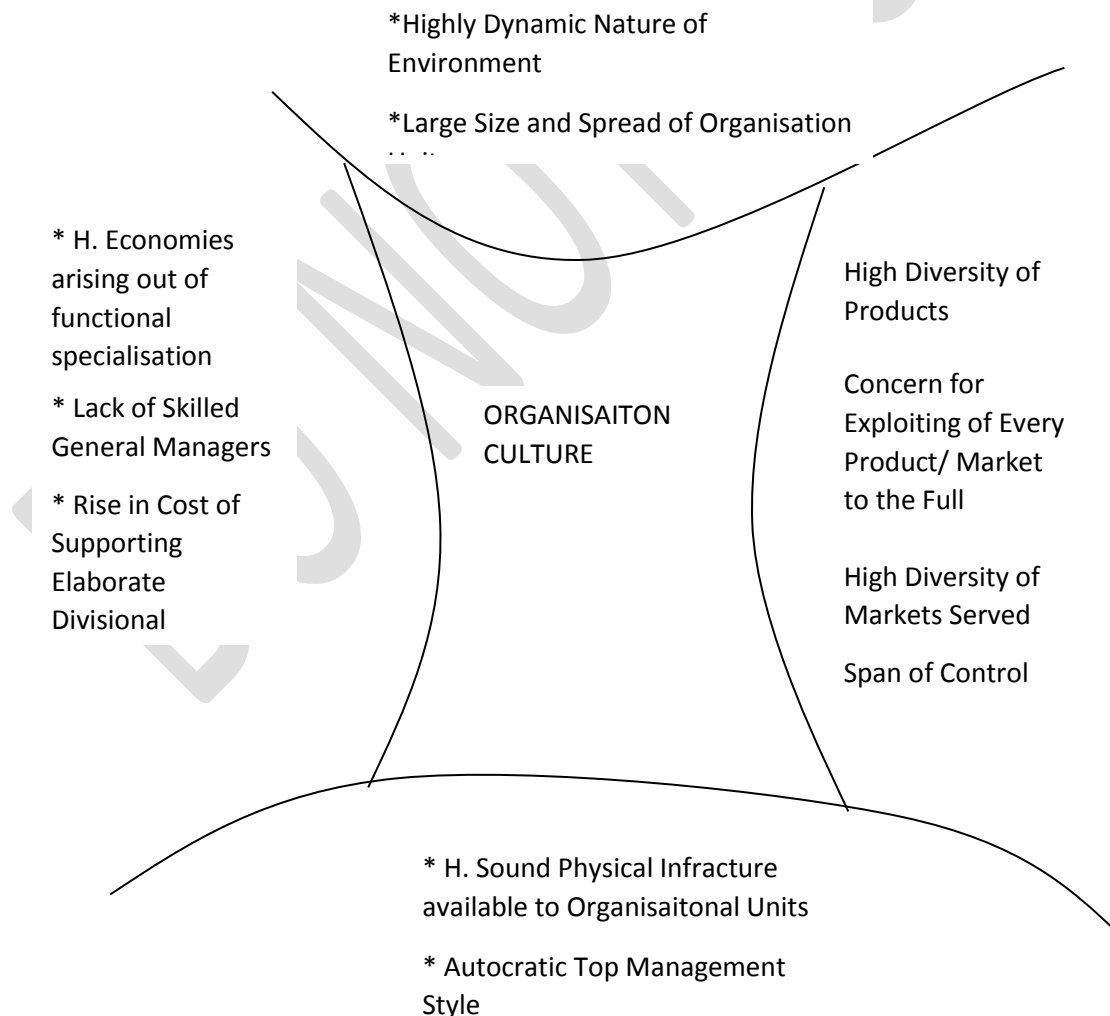 *Highly Dynamic Nature of
Environment
*Large Size and Spread of Organisation
* H. Economies
arising out of
functional
specialisation
* Lack of Skilled
General Managers
* Rise in Cost of
Supporting
Elaborate
Divisional
ORGANISAITON
CULTURE
High Diversity of
Products
Concern for
Exploiting of Every
Product/ Market
to the Full
High Diversity of
Markets Served
Span of Control
* H. Sound Physical Infracture
available to Organisaitonal Units
* Autocratic Top Management
Style